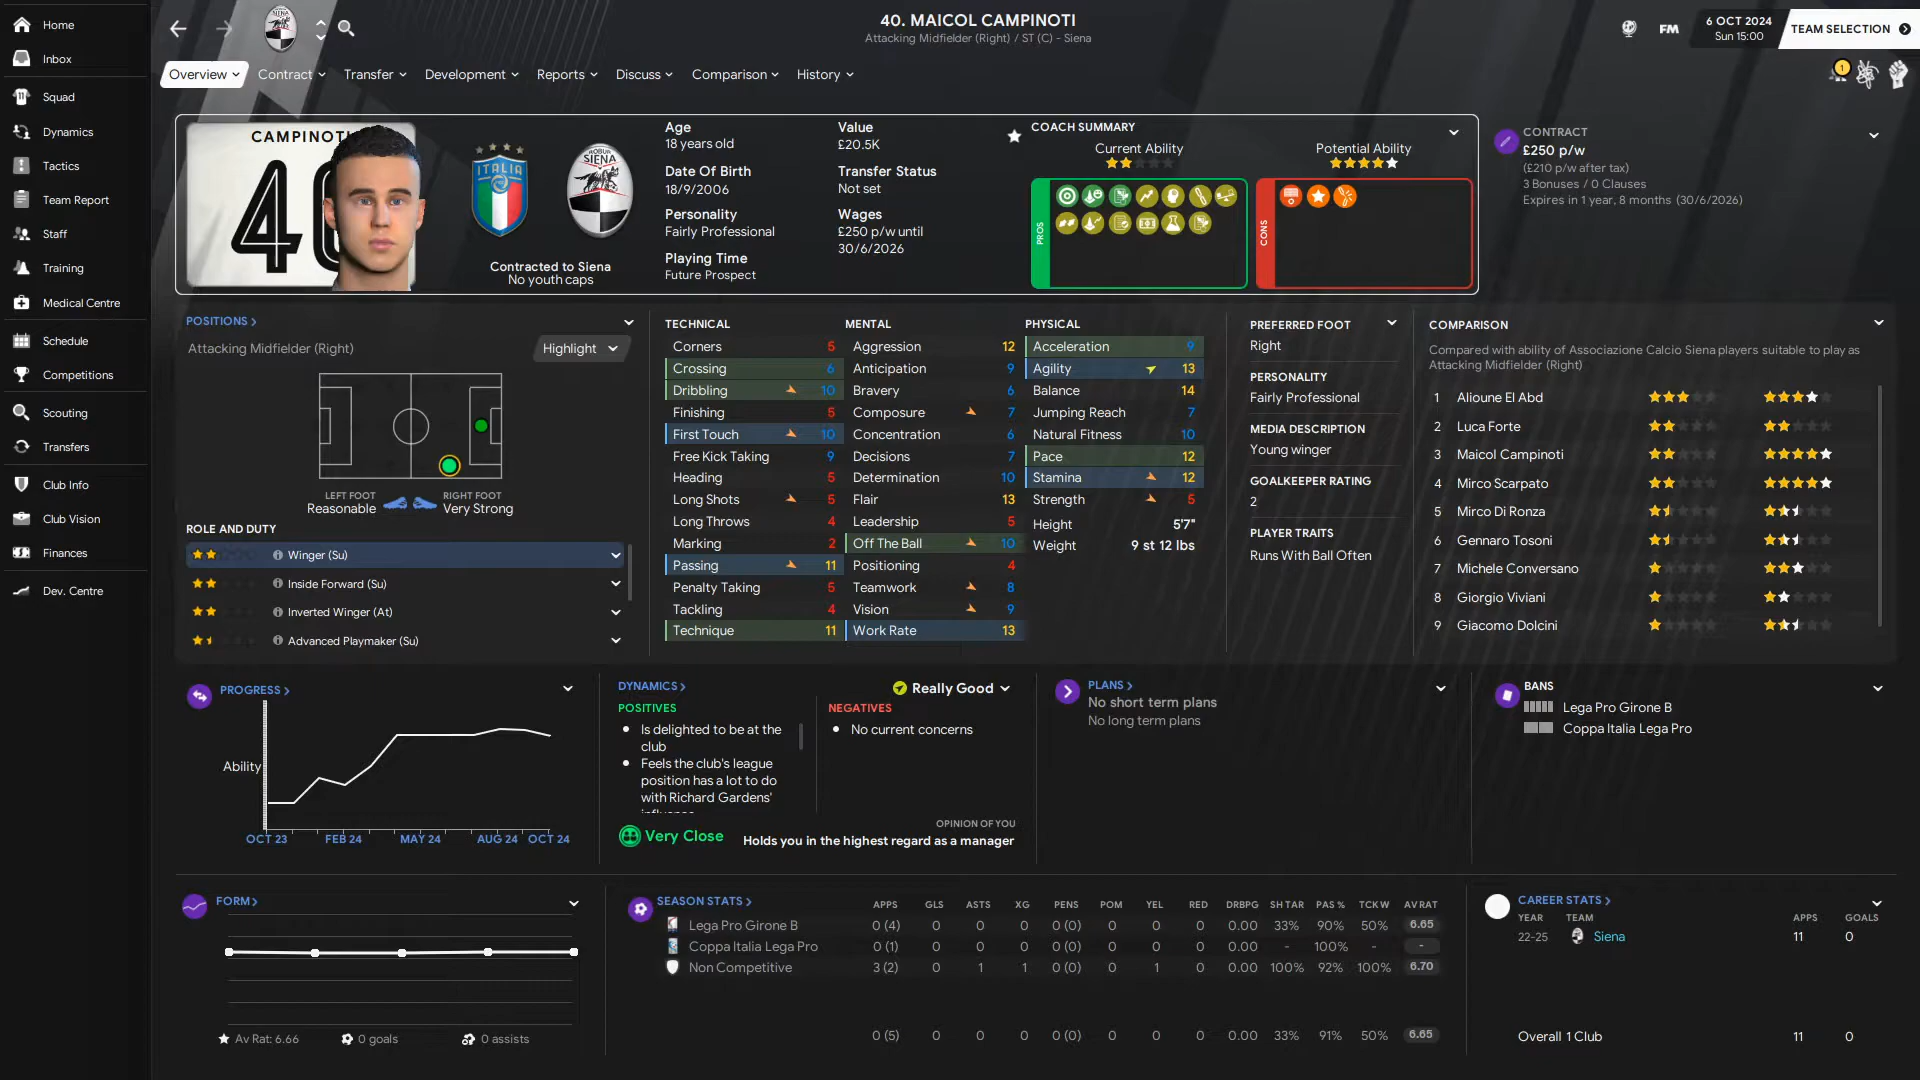 40. MAICOL CAMPINOTI
Attacking Midfielder (Right) / ST (C) - Siena
FM
6 OCT 2024
Sun 15:00
TEAM SELECTION
Home
Inbox
Squad
Dynamics
Tactics
Team Report
Staff
Training
Medical Centre
Schedule
Competitions
Scouting
Transfers
Club Info
Club Vision
Finances
Dev. Centre
Overview Contract Transfer Development Reports Discuss Comparison History
1
CAMPINOTI
ITALIA
ROBUR
SIENA
Contracted to Siena
No youth caps
Age
18 years old
Date Of Birth
18/9/2006
Personality
Fairly Professional
Playing Time
Future Prospect
Value
£20.5K
Transfer Status
Not set
Wages
£250 p/w until
30/6/2026
COACH SUMMARY
Current Ability
Potential Ability
PROS
CONS
CONTRACT
£250 p/w
(£210 p/w after tax)
3 Bonuses / 0 Clauses
Expires in 1 year, 8 months (30/6/2026)
POSITIONS
Attacking Midfielder (Right)
Highlight
LEFT FOOT
Reasonable
RIGHT FOOT
Very Strong
ROLE AND DUTY
Winger (Su)
Inside Forward (Su)
Inverted Winger (At)
Advanced Playmaker (Su)
TECHNICAL
Corners 5
Crossing 6
Dribbling 10
Finishing 5
First Touch 10
Free Kick Taking 9
Heading 5
Long Shots 5
Long Throws 4
Marking 2
Passing 11
Penalty Taking 5
Tackling 4
Technique 11
MENTAL
Aggression 12
Anticipation 9
Bravery 6
Composure 7
Concentration 6
Decisions 7
Determination 10
Flair 13
Leadership 5
Off The Ball 10
Positioning 4
Teamwork 8
Vision 9
Work Rate 13
PHYSICAL
Acceleration 9
Agility 13
Balance 14
Jumping Reach 7
Natural Fitness 10
Pace 12
Stamina 12
Strength 5
Height 5'7"
Weight 9 st 12 lbs
PREFERRED FOOT
Right
PERSONALITY
Fairly Professional
MEDIA DESCRIPTION
Young winger
GOALKEEPER RATING
2
PLAYER TRAITS
Runs With Ball Often
COMPARISON
Compared with ability of Associazione Calcio Siena players suitable to play as
Attacking Midfielder (Right)
1 Alioune El Abd
2 Luca Forte
3 Maicol Campinoti
4 Mirco Scarpato
5 Mirco Di Ronza
6 Gennaro Tosoni
7 Michele Conversano
8 Giorgio Viviani
9 Giacomo Dolcini
PROGRESS
Ability
OCT 23 FEB 24 MAY 24 AUG 24 OCT 24
DYNAMICS
Really Good
POSITIVES
Is delighted to be at the
club
Feels the club's league
position has a lot to do
with Richard Gardens'
NEGATIVES
No current concerns
Very Close
OPINION OF YOU
Holds you in the highest regard as a manager
PLANS
No short term plans
No long term plans
BANS
Lega Pro Girone B
Coppa Italia Lega Pro
FORM
Av Rat: 6.66 0 goals 0 assists
SEASON STATS APPS GLS ASTS XG PENS POM YEL RED DRBPG SH TAR PAS % TCK W AV RAT
Lega Pro Girone B 0 (4) 0 0 0 0 (0) 0 0 0 0.00 33% 90% 50% 6.65
Coppa Italia Lega Pro 0 (1) 0 0 0 0 (0) 0 0 0 0.00 - 100% - -
Non Competitive 3 (2) 0 1 1 0 (0) 0 1 0 0.00 100% 92% 100% 6.70
0 (5) 0 0 0 0 (0) 0 0 0 0.00 33% 91% 50% 6.65
CAREER STATS
YEAR TEAM APPS GOALS
22-25 Siena 11 0
Overall 1 Club 11 0